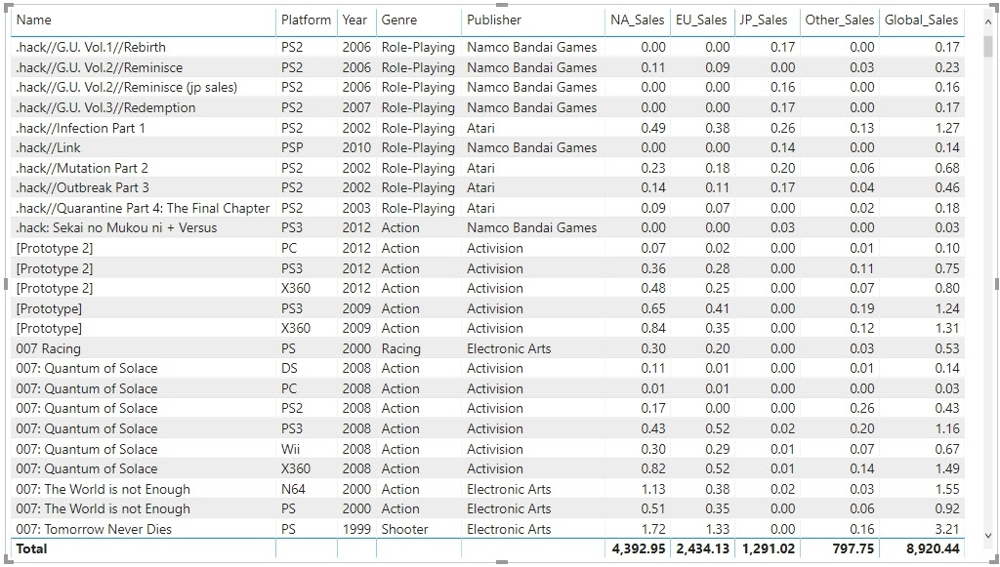 Name Platform Year Genre Publisher NA_Sales EU_Sales JP_Sales Other_Sales Global_Sales
.hack//G.U. Vol.1//Rebirth PS2 2006 Role-Playing Namco Bandai Games 0.00 0.00 0.17 0.00 0.17
.hack//G.U. Vol.2//Reminisce PS2 2006 Role-Playing Namco Bandai Games 0.11 0.09 0.00 0.03 0.23
.hack//G.U. Vol.2//Reminisce (jp sales) PS2 2006 Role-Playing Namco Bandai Games 0.00 0.00 0.16 0.00 0.16
.hack//G.U. Vol.3//Redemption PS2 2007 Role-Playing Namco Bandai Games 0.00 0.00 0.17 0.00 0.17
.hack//Infection Part 1 PS2 2002 Role-Playing Atari 0.49 0.38 0.26 0.13 1.27
.hack//Link PSP 2010 Role-Playing Namco Bandai Games 0.00 0.00 0.14 0.00 0.14
.hack//Mutation Part 2 PS2 2002 Role-Playing Atari 0.23 0.18 0.20 0.06 0.68
.hack//Outbreak Part 3 PS2 2002 Role-Playing Atari 0.14 0.11 0.17 0.04 0.46
.hack//Quarantine Part 4: The Final Chapter PS2 2003 Role-Playing Atari 0.09 0.07 0.00 0.02 0.18
.hack: Sekai no Mukou ni + Versus PS3 2012 Action Namco Bandai Games 0.00 0.00 0.03 0.00 0.03
[Prototype 2] PC 2012 Action Activision 0.07 0.02 0.00 0.01 0.10
[Prototype 2] PS3 2012 Action Activision 0.36 0.28 0.00 0.11 0.75
[Prototype 2] X360 2012 Action Activision 0.48 0.25 0.00 0.07 0.80
[Prototype] PS3 2009 Action Activision 0.65 0.41 0.00 0.19 1.24
[Prototype] X360 2009 Action Activision 0.84 0.35 0.00 0.12 1.31
007 Racing PS 2000 Racing Electronic Arts 0.30 0.20 0.00 0.03 0.53
007: Quantum of Solace DS 2008 Action Activision 0.11 0.01 0.00 0.01 0.14
007: Quantum of Solace PC 2008 Action Activision 0.01 0.01 0.00 0.00 0.03
007: Quantum of Solace PS2 2008 Action Activision 0.17 0.00 0.00 0.26 0.43
007: Quantum of Solace PS3 2008 Action Activision 0.43 0.52 0.02 0.20 1.16
007: Quantum of Solace Wii 2008 Action Activision 0.30 0.29 0.01 0.07 0.67
007: Quantum of Solace X360 2008 Action Activision 0.82 0.52 0.01 0.14 1.49
007: The World is not Enough N64 2000 Action Electronic Arts 1.13 0.38 0.02 0.03 1.55
007: The World is not Enough PS 2000 Action Electronic Arts 0.51 0.35 0.00 0.06 0.92
007: Tomorrow Never Dies PS 1999 Shooter Electronic Arts 1.72 1.33 0.00 0.16 3.21
Total 4,392.95 2,434.13 1,291.02 797.75 8,920.44